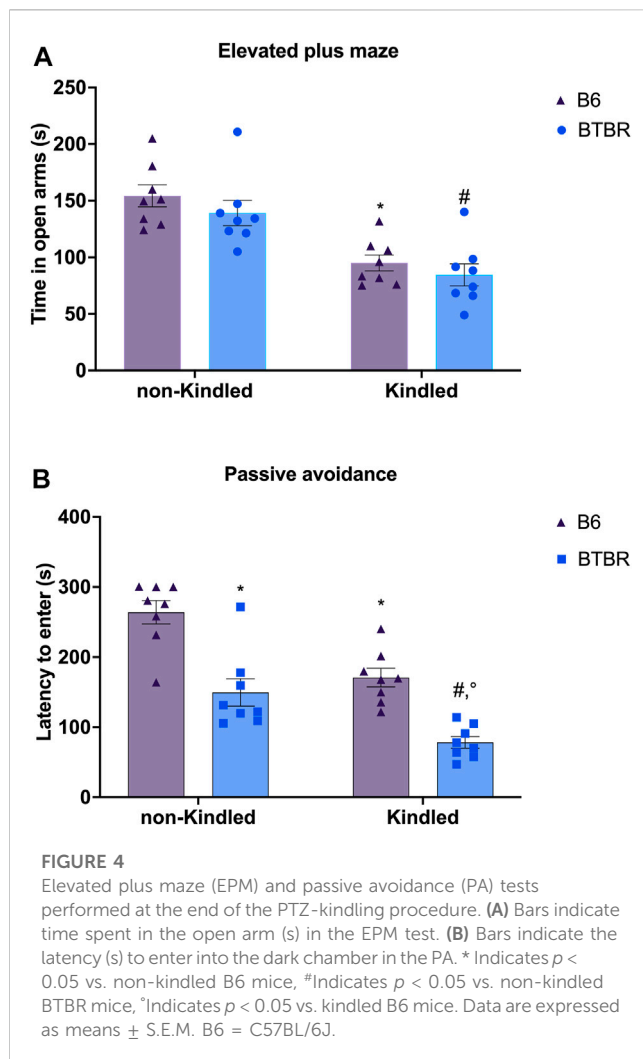 A
Elevated plus maze
250
200
150
100
50
0
Time in open arms (s)
B6
BTBR
*
#
non-Kindled
Kindled
B
Passive avoidance
400
300
200
100
0
Latency to enter (s)
B6
BTBR
*
*
#,°
non-Kindled
Kindled
FIGURE 4
Elevated plus maze (EPM) and passive avoidance (PA) tests
performed at the end of the PTZ-kindling procedure. (A) Bars indicate
time spent in the open arm (s) in the EPM test. (B) Bars indicate the
latency (s) to enter into the dark chamber in the PA. * Indicates p <
0.05 vs. non-kindled B6 mice, #Indicates p < 0.05 vs. non-kindled
BTBR mice, °Indicates p < 0.05 vs. kindled B6 mice. Data are expressed
as means ± S.E.M. B6 = C57BL/6J.